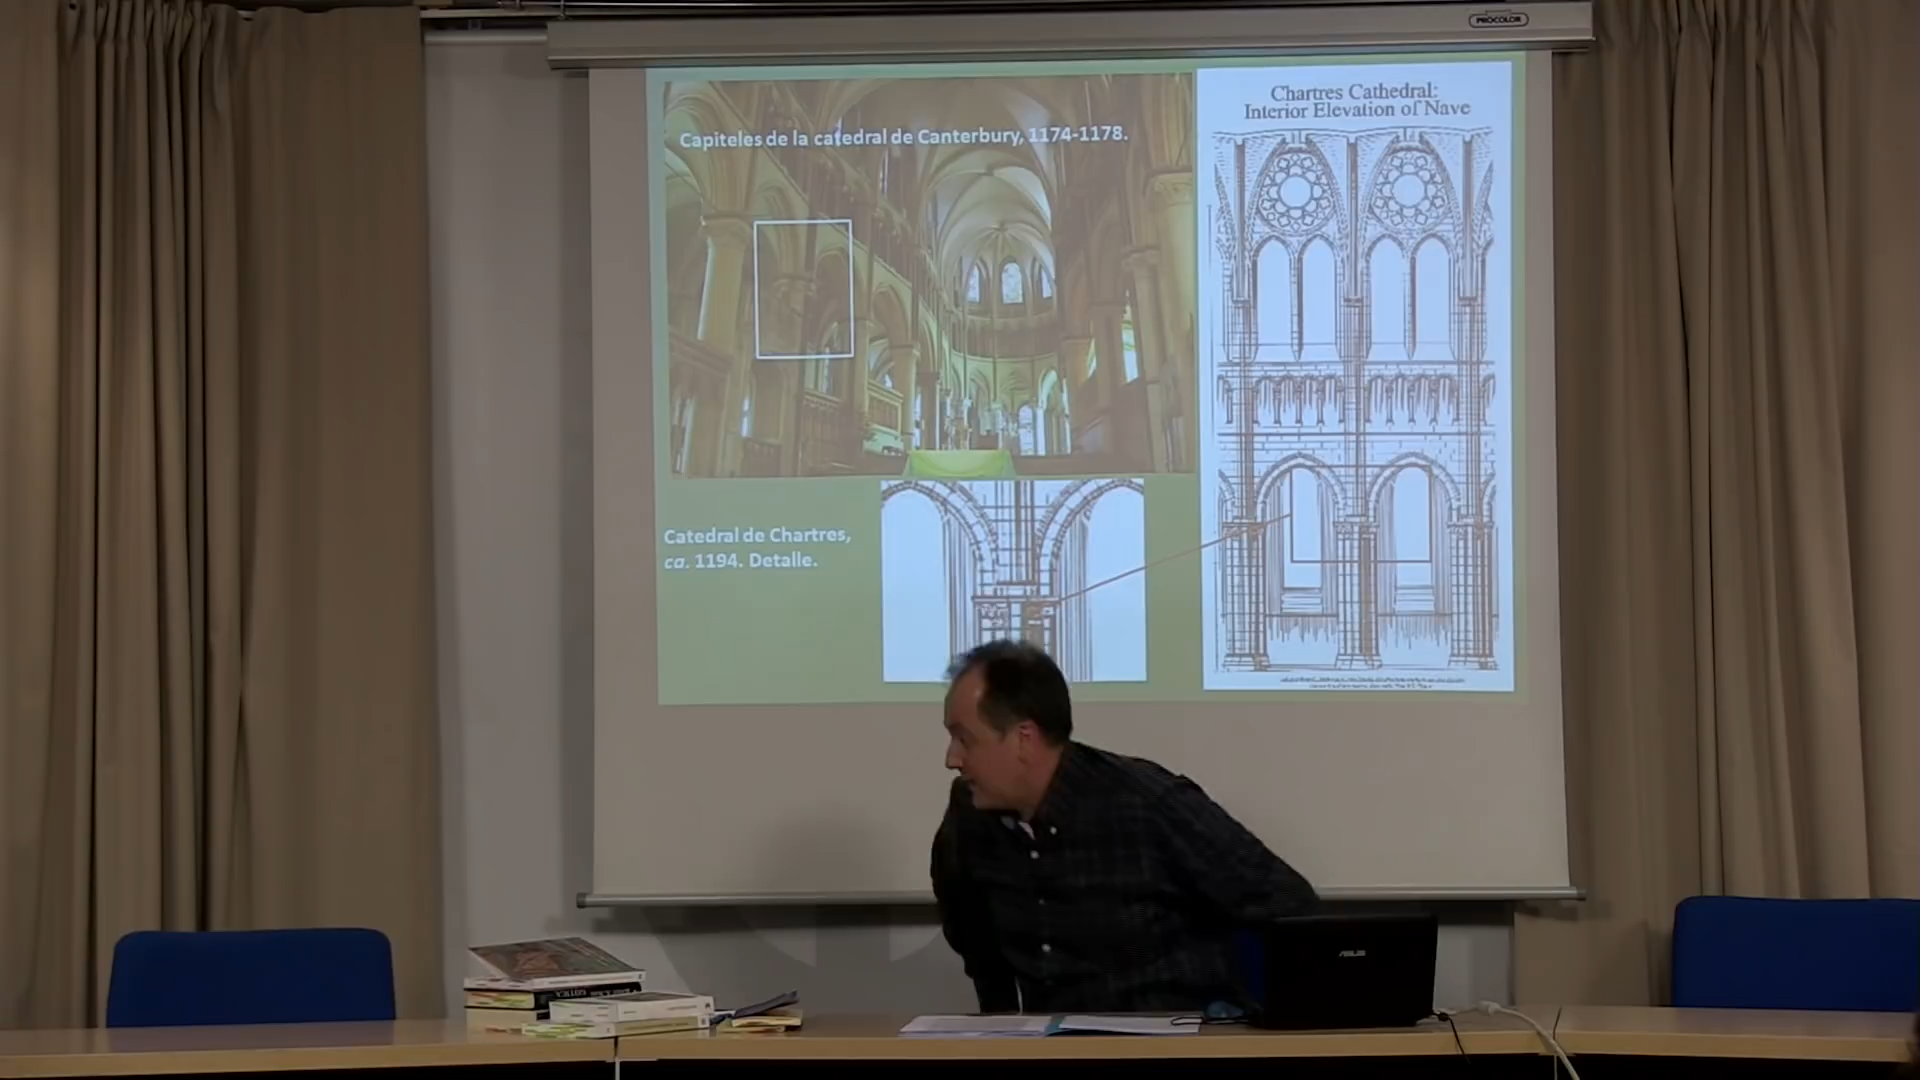 PROCOLOR
Capiteles de la catedral de Canterbury, 1174-1178.
Chartres Cathedral:
Interior Elevation of Nave
Catedral de Chartres,
ca. 1194. Detalle.
ASUS